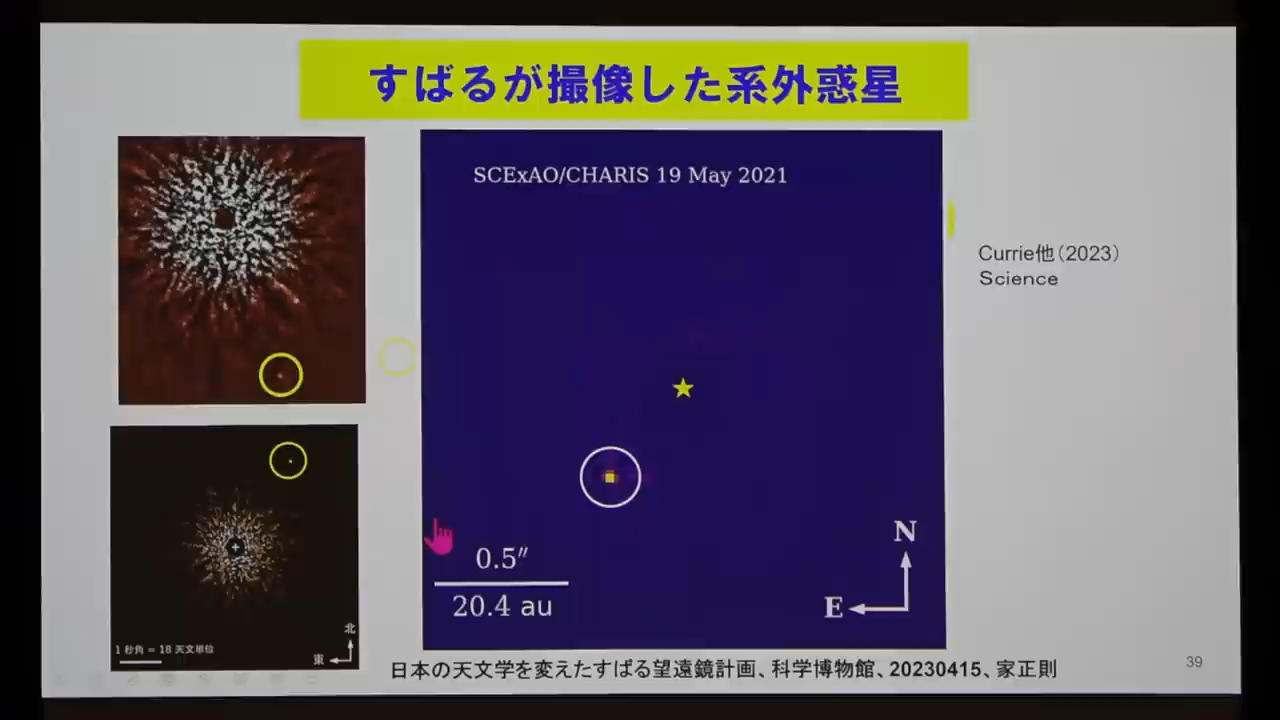 すばるが撮像した系外惑星
SCExAO/CHARIS 19 May 2021
Currie他（2023）
Science
0.5″
20.4 au
N
E
北
東
1 秒角 = 18 天文単位
日本の天文学を変えたすばる望遠鏡計画、科学博物館、20230415、家正則
39